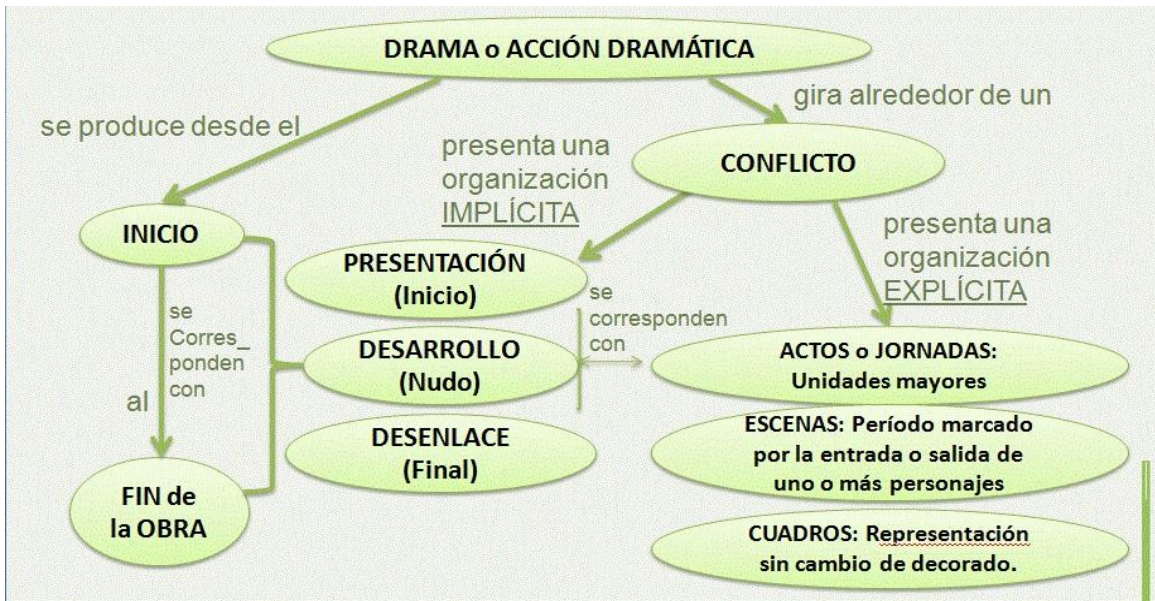 DRAMA o ACCIÓN DRAMÁTICA
se produce desde el
gira alrededor de un
CONFLICTO
presenta una
organización
IMPLÍCITA
presenta una
organización
EXPLÍCITA
INICIO
se
Corres_
ponden
con
al
FIN de
la OBRA
PRESENTACIÓN
(Inicio)
DESARROLLO
(Nudo)
DESENLACE
(Final)
se
corresponden
con
ACTOS o JORNADAS:
Unidades mayores
ESCENAS: Período marcado
por la entrada o salida de
uno o más personajes
CUADROS: Representación
sin cambio de decorado.